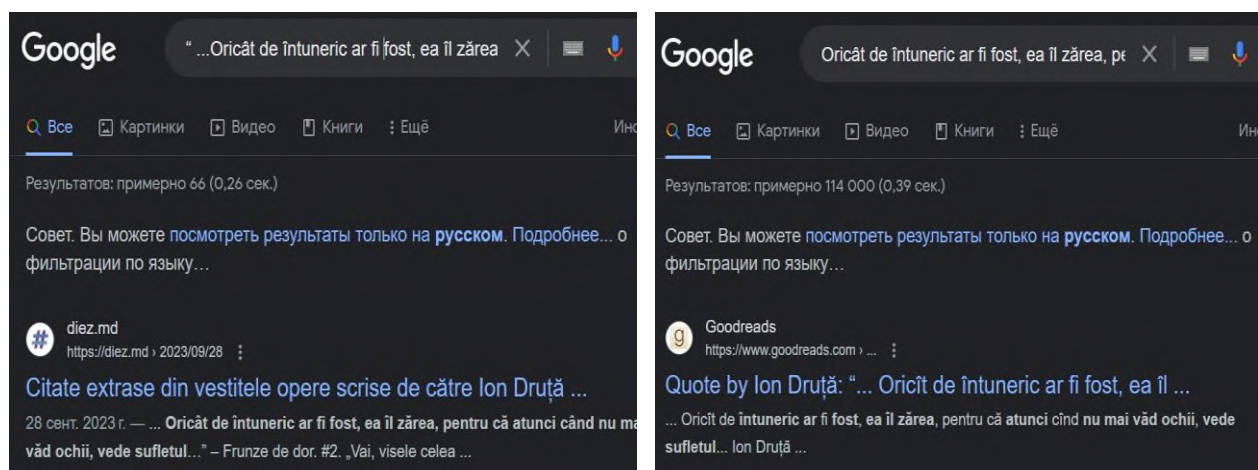 Google
“ ...Oricât de întuneric ar fi fost, ea îl zărea
Все Картинки Видео Книги Ещё Инс
Результатов: примерно 66 (0,26 сек.)
Совет. Вы можете посмотреть результаты только на русском. Подробнее... о
фильтрации по языку…
diez.md
https://diez.md › 2023/09/28
Citate extrase din vestitele opere scrise de către Ion Druță ...
28 сент. 2023 г. — ... Oricât de întuneric ar fi fost, ea îl zărea, pentru că atunci când nu ma
văd ochii, vede sufletul…” – Frunze de dor. #2. „Vai, visele celea ...
Google
Oricât de întuneric ar fi fost, ea îl zărea, pe
Все Картинки Видео Книги Ещё Ин
Результатов: примерно 114 000 (0,39 сек.)
Совет. Вы можете посмотреть результаты только на русском. Подробнее... о
фильтрации по языку…
Goodreads
https://www.goodreads.com › ...
Quote by Ion Druță: “... Oricît de întuneric ar fi fost, ea îl ...
... Oricît de întuneric ar fi fost, ea îl zărea, pentru că atunci cînd nu mai văd ochii, vede
sufletul... Ion Druță ...